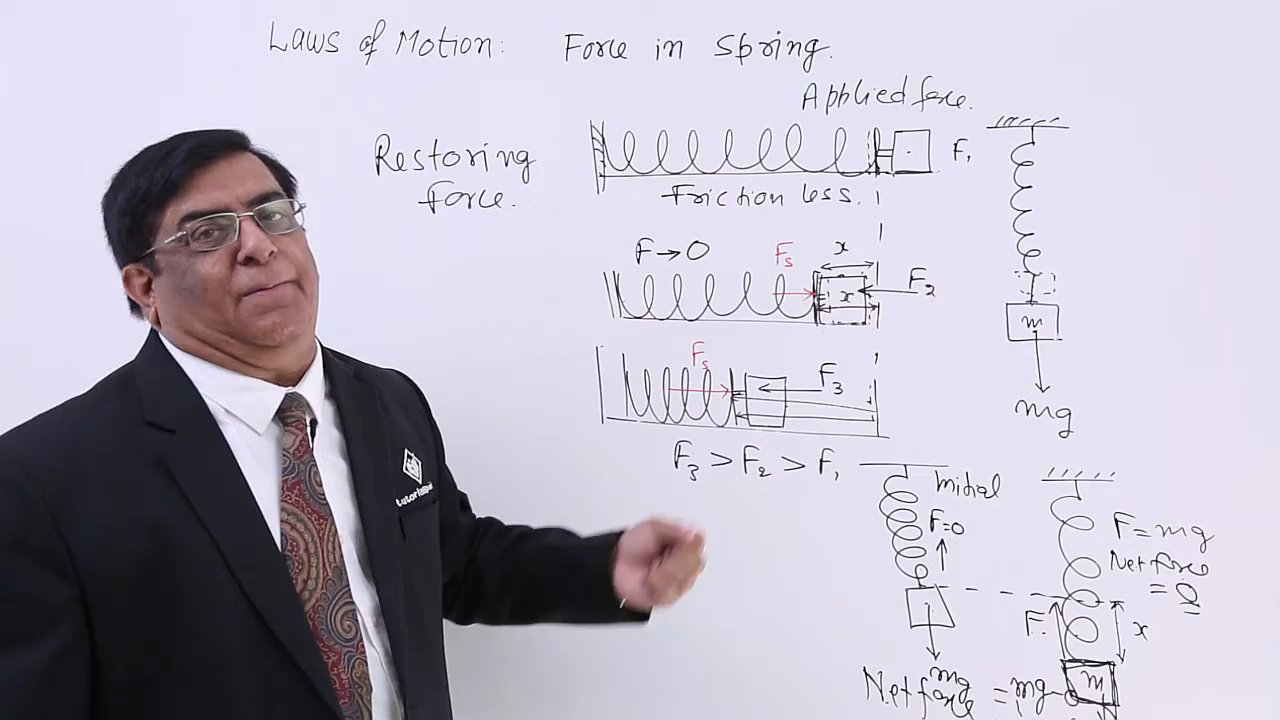 Laws of Motion: Force in Spring.
Applied force.
Restoring
force.
F₁
Friction less.
F→0
Fs
x
x
F₂
m
mg
Fs
F₃
F₃ > F₂ > F₁
Initial
F=0
mg
Net force = mg
F=mg
Net force
= 0
F.
x
m
tutorialspoint